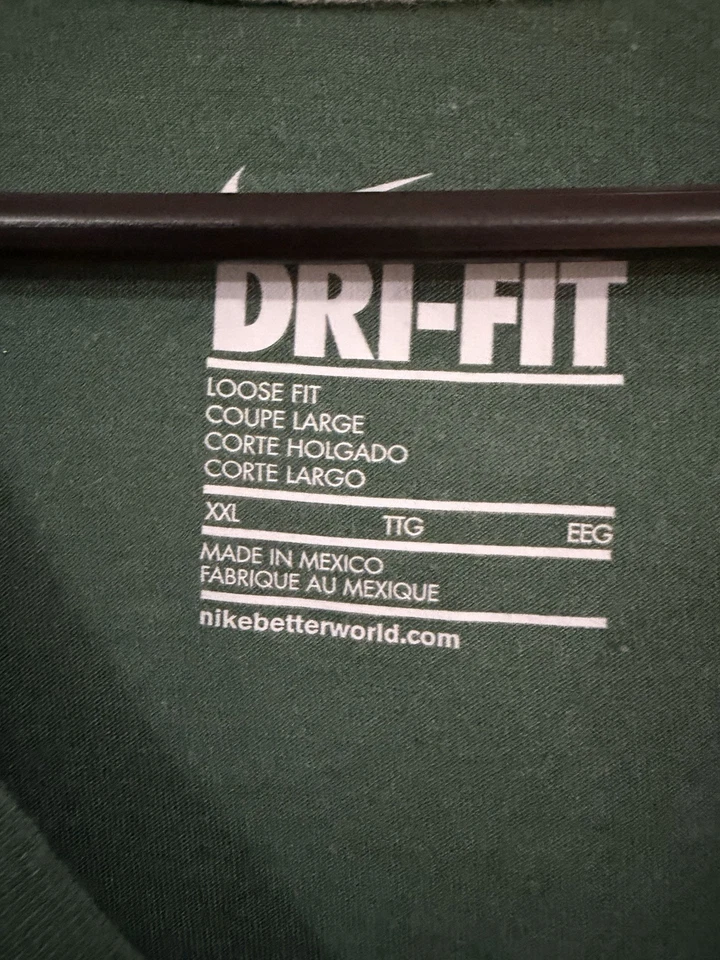 DRI-FIT
LOOSE FIT
COUPE LARGE
CORTE HOLGADO
CORTE LARGO
XXL TTG EEG
MADE IN MEXICO
FABRIQUE AU MEXIQUE
nikebetterworld.com